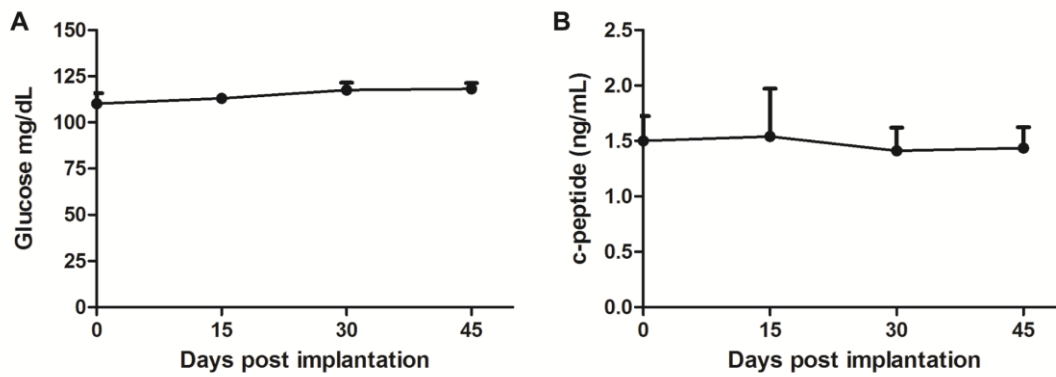 A
Glucose mg/dL
150
125
100
75
50
25
0
0 15 30 45
Days post implantation
B
c-peptide (ng/mL)
2.5
2.0
1.5
1.0
0.5
0.0
0 15 30 45
Days post implantation